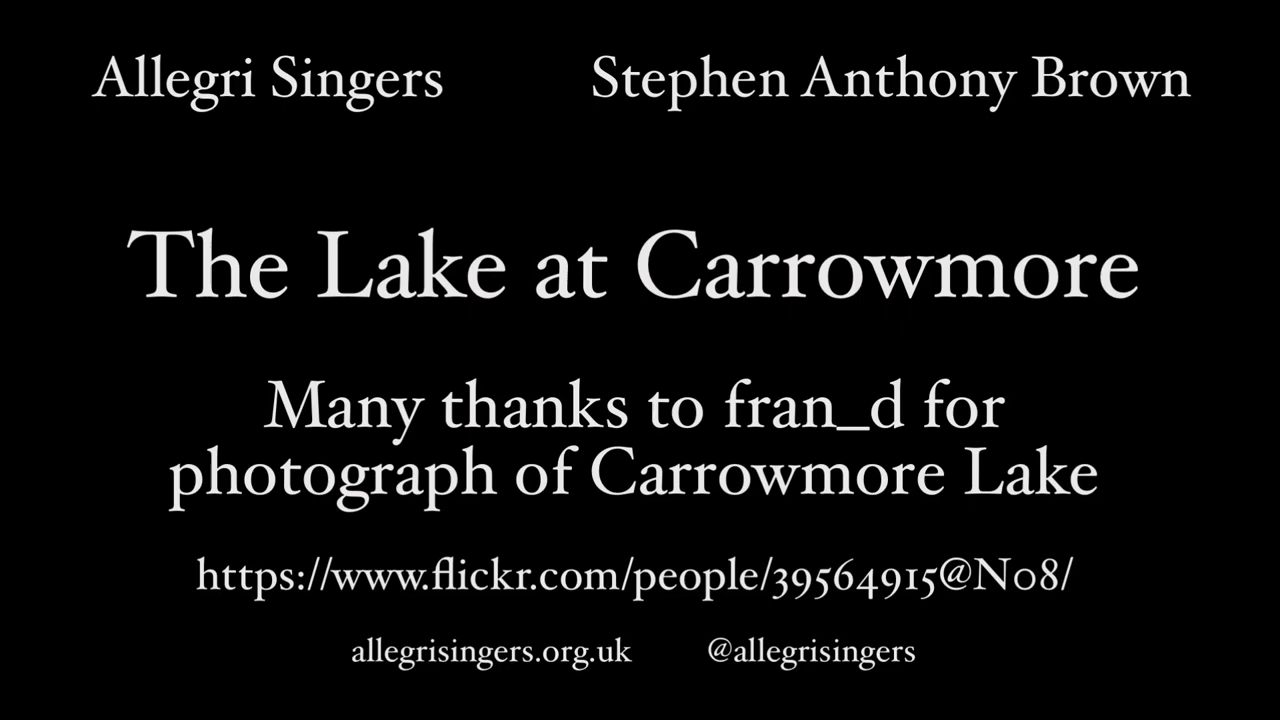 Allegri Singers Stephen Anthony Brown
The Lake at Carrowmore
Many thanks to fran_d for
photograph of Carrowmore Lake
https://www.flickr.com/people/39564915@N08/
allegrisingers.org.uk @allegrisingers